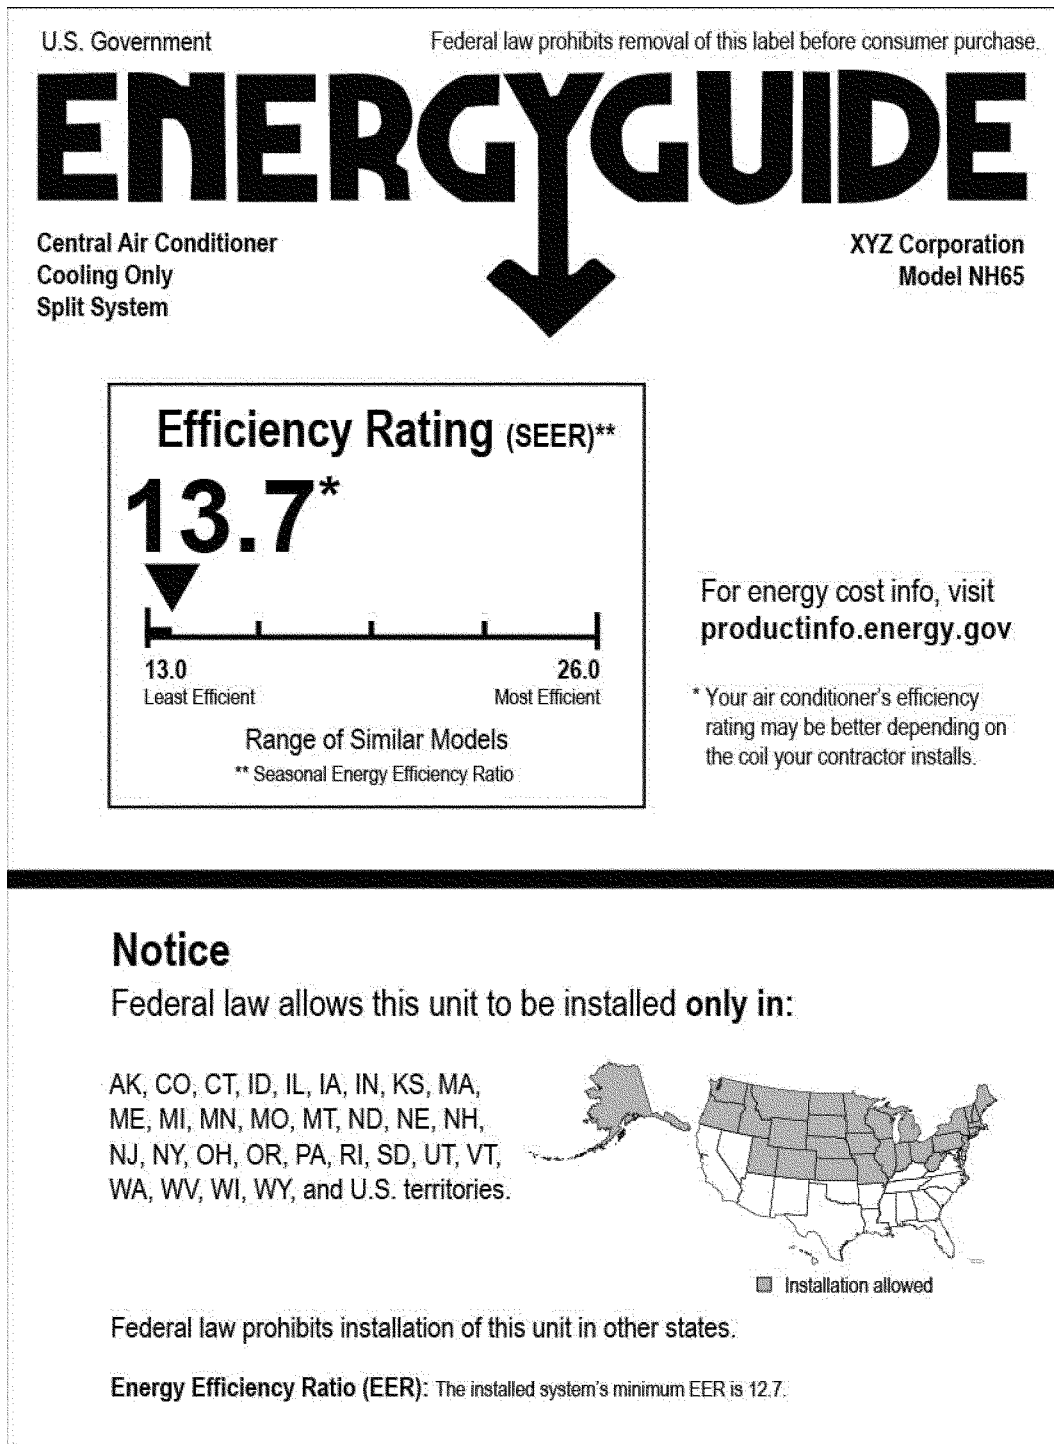 U.S. Government
Federal law prohibits removal of this label before consumer purchase.
ENERGYGUIDE
Central Air Conditioner
Cooling Only
Split System
XYZ Corporation
Model NH65
Efficiency Rating (SEER)**
13.7*
13.0
Least Efficient
26.0
Most Efficient
Range of Similar Models
** Seasonal Energy Efficiency Ratio
For energy cost info, visit
productinfo.energy.gov
* Your air conditioner's efficiency
rating may be better depending on
the coil your contractor installs.
Notice
Federal law allows this unit to be installed only in:
AK, CO, CT, ID, IL, IA, IN, KS, MA,
ME, MI, MN, MO, MT, ND, NE, NH,
NJ, NY, OH, OR, PA, RI, SD, UT, VT,
WA, WV, WI, WY, and U.S. territories.
Installation allowed
Federal law prohibits installation of this unit in other states.
Energy Efficiency Ratio (EER): The installed system's minimum EER is 12.7.